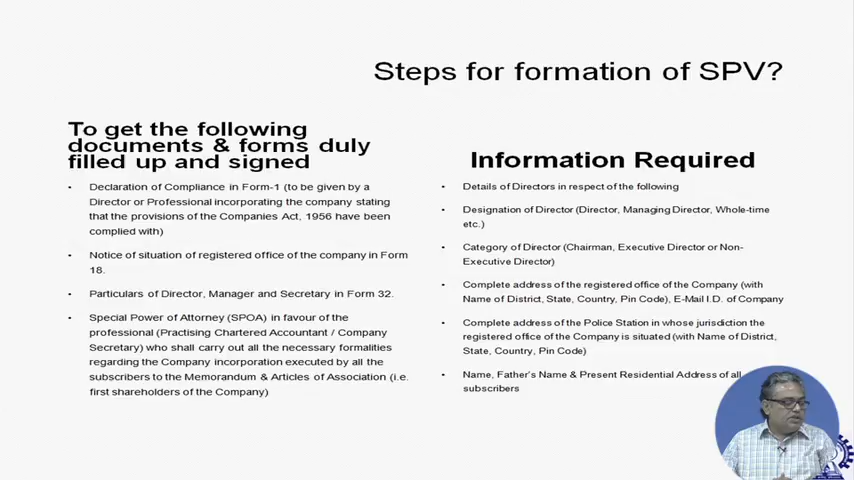 Steps for formation of SPV?
To get the following
documents & forms duly
filled up and signed
• Declaration of Compliance in Form-1 (to be given by a
Director or Professional incorporating the company stating
that the provisions of the Companies Act, 1956 have been
complied with)
• Notice of situation of registered office of the company in Form
18.
• Particulars of Director, Manager and Secretary in Form 32.
• Special Power of Attorney (SPOA) in favour of the
professional (Practising Chartered Accountant / Company
Secretary) who shall carry out all the necessary formalities
regarding the Company incorporation executed by all the
subscribers to the Memorandum & Articles of Association (i.e.
first shareholders of the Company)
Information Required
• Details of Directors in respect of the following
• Designation of Director (Director, Managing Director, Whole-time
etc.)
• Category of Director (Chairman, Executive Director or Non-
Executive Director)
• Complete address of the registered office of the Company (with
Name of District, State, Country, Pin Code), E-Mail I.D. of Company
• Complete address of the Police Station in whose jurisdiction the
registered office of the Company is situated (with Name of District,
State, Country, Pin Code)
• Name, Father's Name & Present Residential Address of all
subscribers